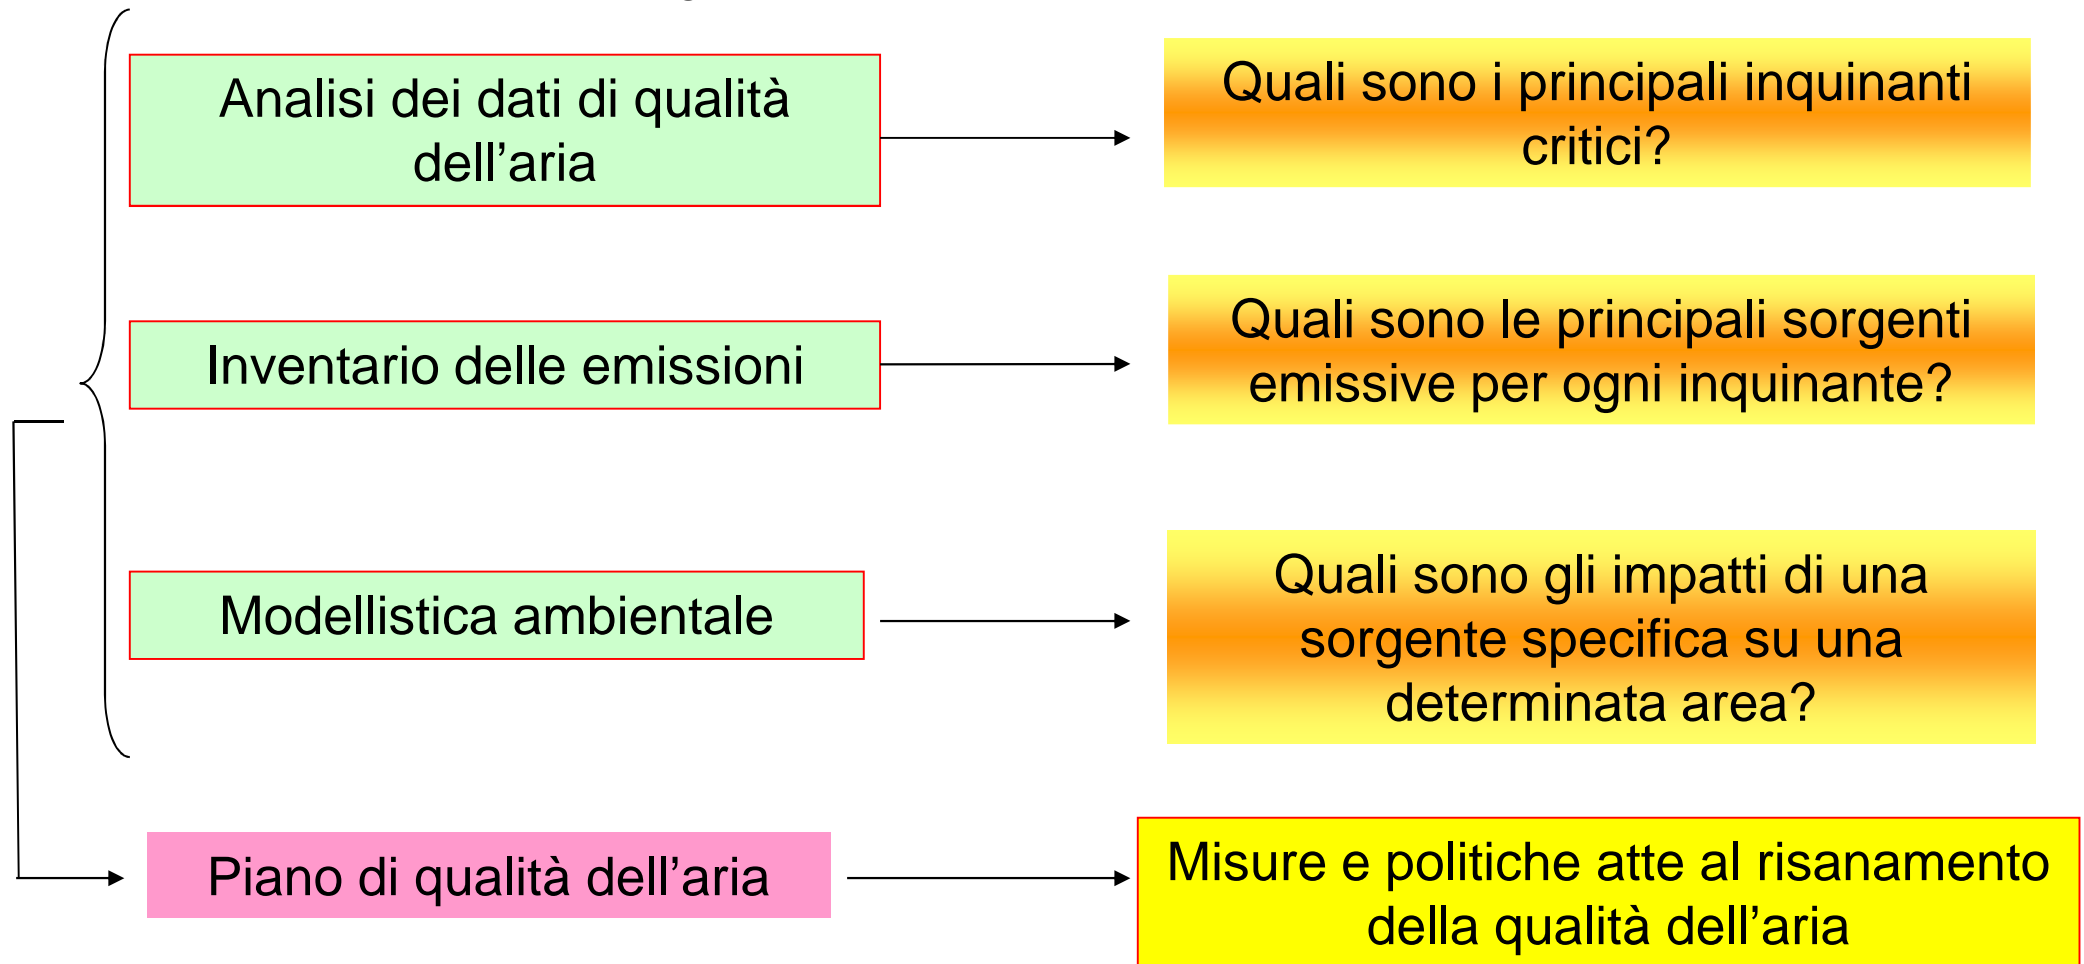 Analisi dei dati di qualità
dell’aria
Quali sono i principali inquinanti
critici?
Inventario delle emissioni
Quali sono le principali sorgenti
emissive per ogni inquinante?
Modellistica ambientale
Quali sono gli impatti di una
sorgente specifica su una
determinata area?
Piano di qualità dell’aria
Misure e politiche atte al risanamento
della qualità dell’aria